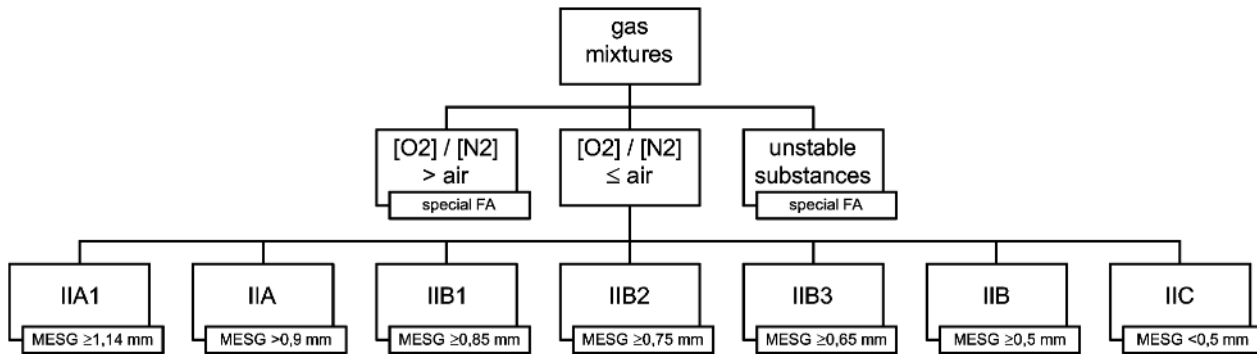 gas
mixtures
[O2] / [N2]
> air
special FA
[O2] / [N2]
≤ air
unstable
substances
special FA
IIA1
MESG ≥1,14 mm
IIA
MESG >0,9 mm
IIB1
MESG ≥0,85 mm
IIB2
MESG ≥0,75 mm
IIB3
MESG ≥0,65 mm
IIB
MESG ≥0,5 mm
IIC
MESG <0,5 mm